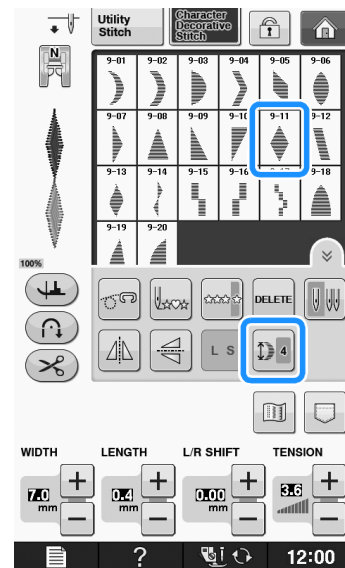 Utility
Stitch
Character
Decorative
Stitch
N
9-01 9-02 9-03 9-04 9-05 9-06
9-07 9-08 9-09 9-10 9-11 9-12
9-13 9-14 9-15 9-16 9-17 9-18
9-19 9-20
100%
DELETE
L S 4
WIDTH LENGTH L/R SHIFT TENSION
7.0 mm 0.4 mm 0.00 mm 3.6
? 12:00